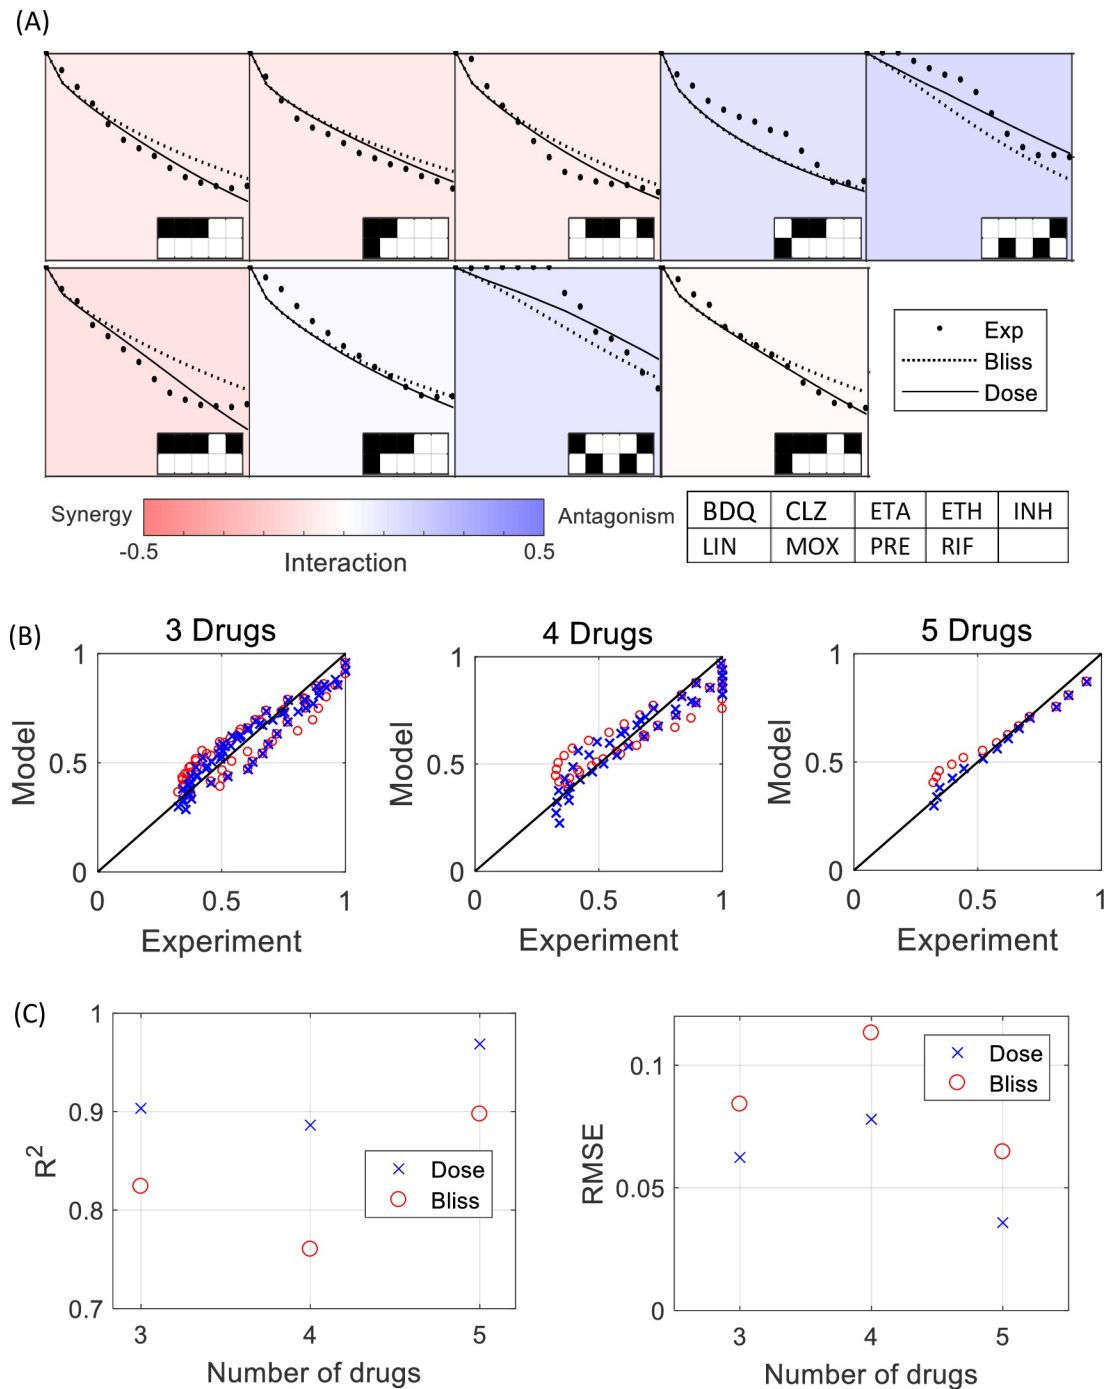 (A)
Exp
Bliss
Dose
Synergy
Antagonism
-0.5
0.5
Interaction
BDQ CLZ ETA ETH INH
LIN MOX PRE RIF
(B)
3 Drugs
4 Drugs
5 Drugs
1
0.5
0
0
0.5
1
Model
Experiment
1
0.5
0
0
0.5
1
Model
Experiment
1
0.5
0
0
0.5
1
Model
Experiment
(C)
1
0.9
0.8
0.7
3
4
5
R²
Number of drugs
Dose
Bliss
0.1
0.05
0
3
4
5
RMSE
Number of drugs
Dose
Bliss